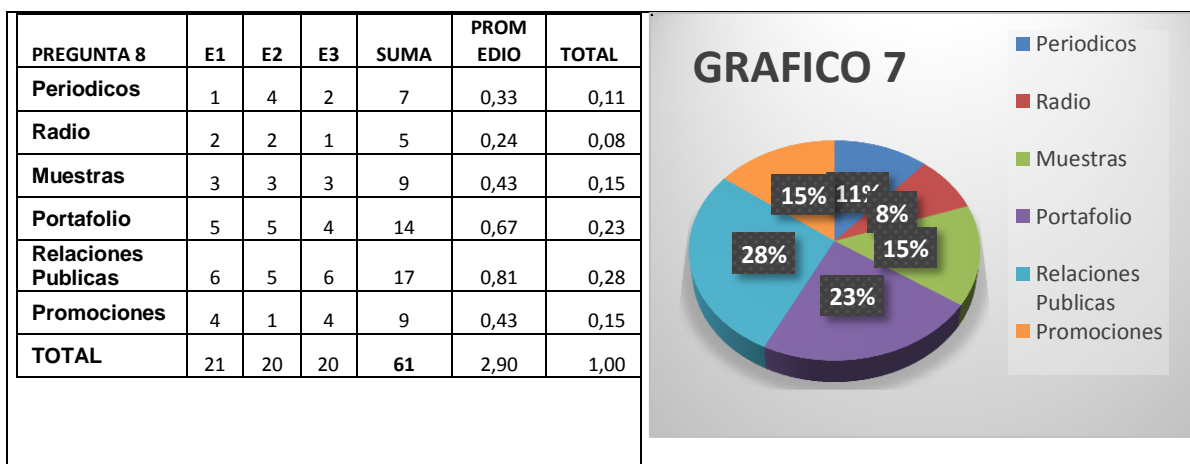 PREGUNTA 8 E1 E2 E3 SUMA PROM EDIO TOTAL
Periodicos 1 4 2 7 0,33 0,11
Radio 2 2 1 5 0,24 0,08
Muestras 3 3 3 9 0,43 0,15
Portafolio 5 5 4 14 0,67 0,23
Relaciones
Publicas 6 5 6 17 0,81 0,28
Promociones 4 1 4 9 0,43 0,15
TOTAL 21 20 20 61 2,90 1,00
GRAFICO 7
15%
11%
8%
15%
28%
23%
Periodicos
Radio
Muestras
Portafolio
Relaciones
Publicas
Promociones